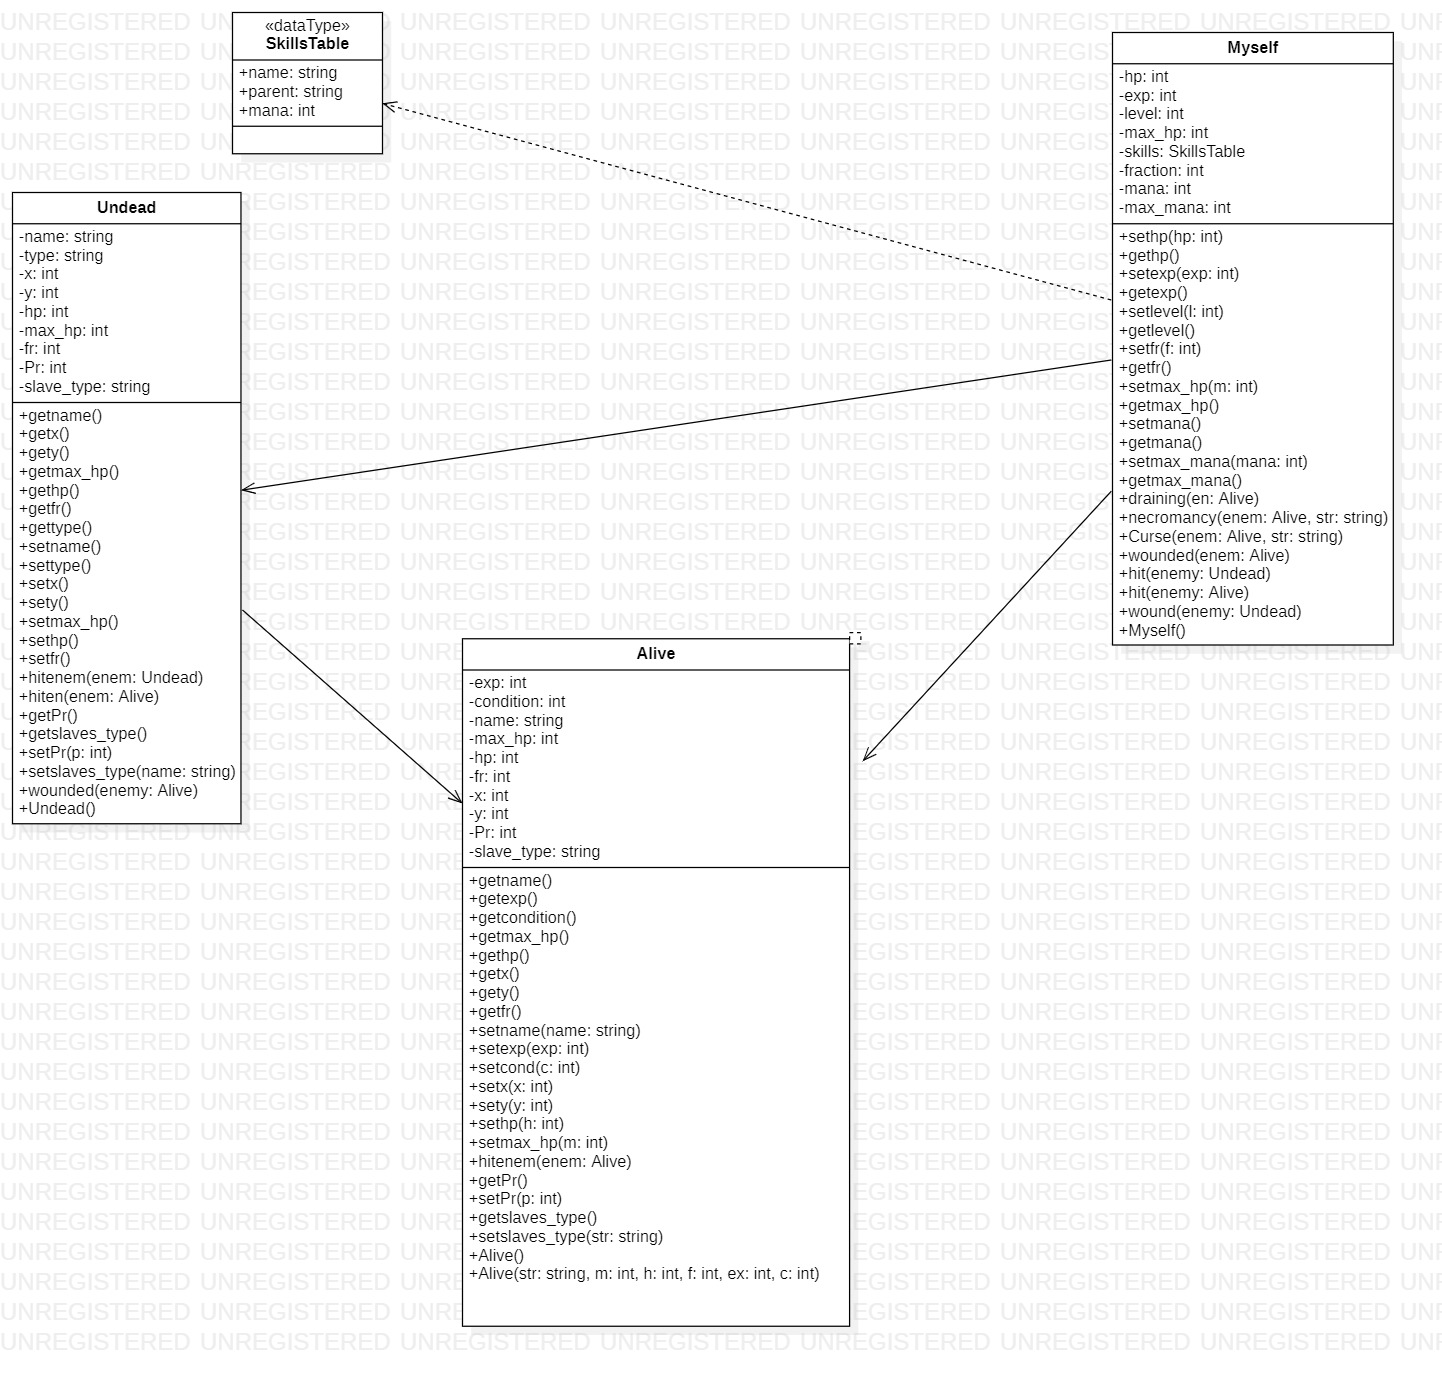 «dataType»
SkillsTable
+name: string
+parent: string
+mana: int
Myself
-hp: int
-exp: int
-level: int
-max_hp: int
-skills: SkillsTable
-fraction: int
-mana: int
-max_mana: int
+sethp(hp: int)
+gethp()
+setexp(exp: int)
+getexp()
+setlevel(l: int)
+getlevel()
+setfr(f: int)
+getfr()
+setmax_hp(m: int)
+getmax_hp()
+setmana()
+getmana()
+setmax_mana(mana: int)
+getmax_mana()
+draining(en: Alive)
+necromancy(enem: Alive, str: string)
+Curse(enem: Alive, str: string)
+wounded(enem: Alive)
+hit(enemy: Undead)
+hit(enemy: Alive)
+wound(enemy: Undead)
+Myself()
Undead
-name: string
-type: string
-x: int
-y: int
-hp: int
-max_hp: int
-fr: int
-Pr: int
-slave_type: string
+getname()
+getx()
+gety()
+getmax_hp()
+gethp()
+getfr()
+gettype()
+setname()
+settype()
+setx()
+sety()
+setmax_hp()
+sethp()
+setfr()
+hitenem(enem: Undead)
+hiten(enem: Alive)
+getPr()
+getslaves_type()
+setPr(p: int)
+setslaves_type(name: string)
+wounded(enemy: Alive)
+Undead()
Alive
-exp: int
-condition: int
-name: string
-max_hp: int
-hp: int
-fr: int
-x: int
-y: int
-Pr: int
-slave_type: string
+getname()
+getexp()
+getcondition()
+getmax_hp()
+gethp()
+getx()
+gety()
+getfr()
+setname(name: string)
+setexp(exp: int)
+setcond(c: int)
+setx(x: int)
+sety(y: int)
+sethp(h: int)
+setmax_hp(m: int)
+hitenem(enem: Alive)
+getPr()
+setPr(p: int)
+getslaves_type()
+setslaves_type(str: string)
+Alive()
+Alive(str: string, m: int, h: int, f: int, ex: int, c: int)
UNREGISTERED